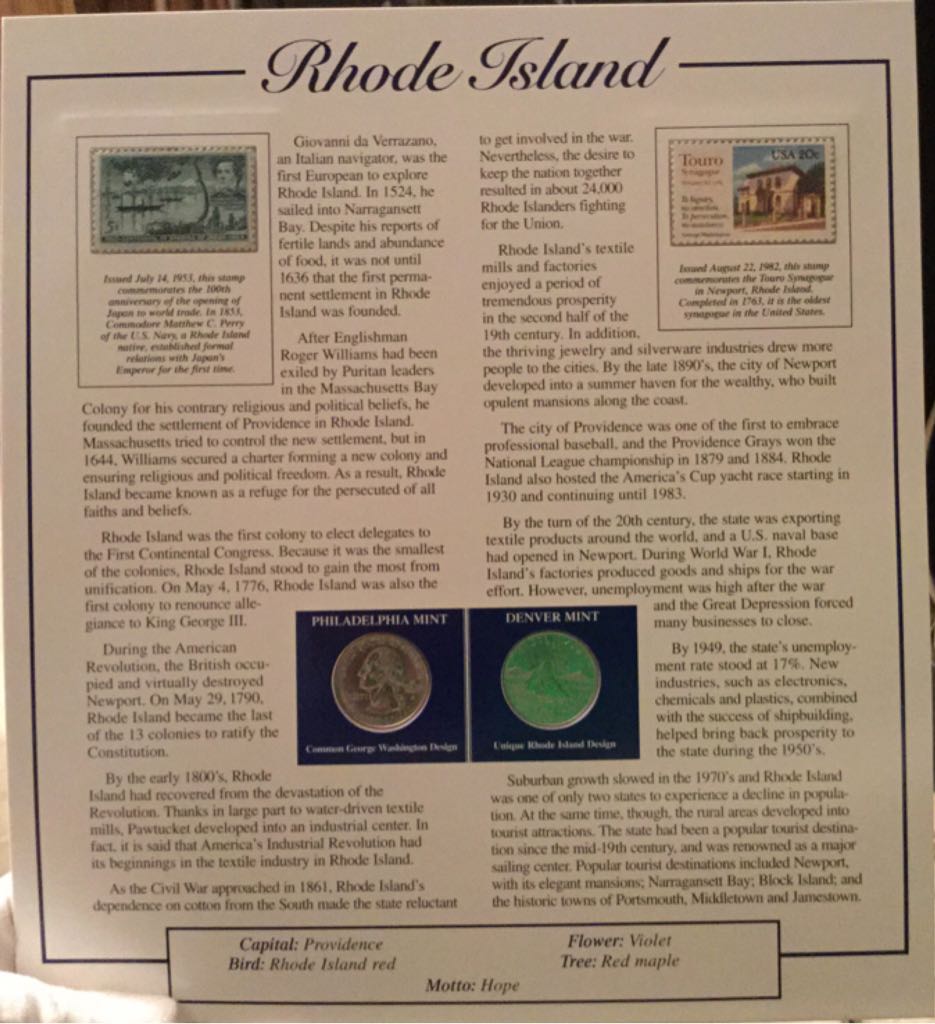 Rhode Island
5¢
Issued July 14, 1953, this stamp
commemorates the 100th
anniversary of the opening of
Japan to world trade. In 1853,
Commodore Matthew C. Perry
of the U.S. Navy, a Rhode Island
native, established formal
relations with Japan's
Emperor for the first time.
Giovanni da Verrazano,
an Italian navigator, was the
first European to explore
Rhode Island. In 1524, he
sailed into Narragansett
Bay. Despite his reports of
fertile lands and abundance
of food, it was not until
1636 that the first perma-
nent settlement in Rhode
Island was founded.
After Englishman
Roger Williams had been
exiled by Puritan leaders
in the Massachusetts Bay
Colony for his contrary religious and political beliefs, he
founded the settlement of Providence in Rhode Island.
Massachusetts tried to control the new settlement, but in
1644, Williams secured a charter forming a new colony and
ensuring religious and political freedom. As a result, Rhode
Island became known as a refuge for the persecuted of all
faiths and beliefs.
Rhode Island was the first colony to elect delegates to
the First Continental Congress. Because it was the smallest
of the colonies, Rhode Island stood to gain the most from
unification. On May 4, 1776, Rhode Island was also the
first colony to renounce alle-
giance to King George III.
During the American
Revolution, the British occu-
pied and virtually destroyed
Newport. On May 29, 1790,
Rhode Island became the last
of the 13 colonies to ratify the
Constitution.
By the early 1800's, Rhode
Island had recovered from the devastation of the
Revolution. Thanks in large part to water-driven textile
mills, Pawtucket developed into an industrial center. In
fact, it is said that America's Industrial Revolution had
its beginnings in the textile industry in Rhode Island.
As the Civil War approached in 1861, Rhode Island's
dependence on cotton from the South made the state reluctant
to get involved in the war.
Nevertheless, the desire to
keep the nation together
resulted in about 24,000
Rhode Islanders fighting
for the Union.
Touro
Synagogue
USA 20c
To bigotry,
no sanction.
To persecution,
no assistance.
George Washington
Issued August 22, 1982, this stamp
commemorates the Touro Synagogue
in Newport, Rhode Island.
Completed in 1763, it is the oldest
synagogue in the United States.
Rhode Island's textile
mills and factories
enjoyed a period of
tremendous prosperity
in the second half of the
19th century. In addition,
the thriving jewelry and silverware industries drew more
people to the cities. By the late 1890's, the city of Newport
developed into a summer haven for the wealthy, who built
opulent mansions along the coast.
The city of Providence was one of the first to embrace
professional baseball, and the Providence Grays won the
National League championship in 1879 and 1884. Rhode
Island also hosted the America's Cup yacht race starting in
1930 and continuing until 1983.
By the turn of the 20th century, the state was exporting
textile products around the world, and a U.S. naval base
had opened in Newport. During World War I, Rhode
Island's factories produced goods and ships for the war
effort. However, unemployment was high after the war
and the Great Depression forced
many businesses to close.
By 1949, the state's unemploy-
ment rate stood at 17%. New
industries, such as electronics,
chemicals and plastics, combined
with the success of shipbuilding,
helped bring back prosperity to
the state during the 1950's.
Suburban growth slowed in the 1970's and Rhode Island
was one of only two states to experience a decline in popula-
tion. At the same time, though, the rural areas developed into
tourist attractions. The state had been a popular tourist destina-
tion since the mid-19th century, and was renowned as a major
sailing center. Popular tourist destinations included Newport,
with its elegant mansions; Narragansett Bay; Block Island; and
the historic towns of Portsmouth, Middletown and Jamestown.
PHILADELPHIA MINT
Common George Washington Design
DENVER MINT
Unique Rhode Island Design
Capital: Providence
Bird: Rhode Island red
Flower: Violet
Tree: Red maple
Motto: Hope